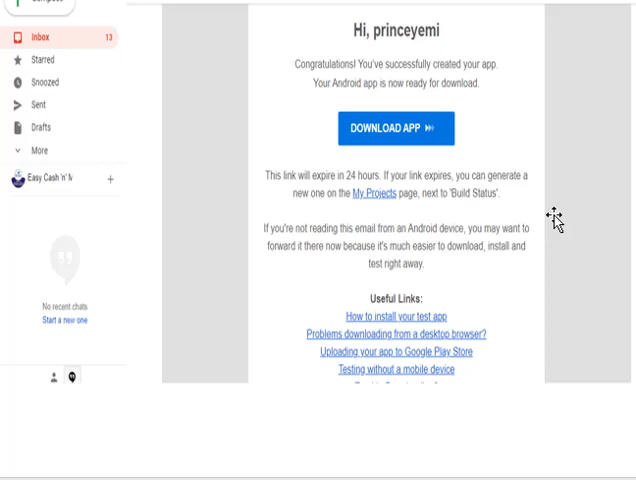 Inbox 13
Starred
Snoozed
Sent
Drafts
More
Easy Cash 'n'
No recent chats
Start a new one
Hi, princeyemi
Congratulations! You've successfully created your app.
Your Android app is now ready for download.
DOWNLOAD APP
This link will expire in 24 hours. If your link expires, you can generate a
new one on the My Projects page, next to 'Build Status'.
If you're not reading this email from an Android device, you may want to
forward it there now because it's much easier to download, install and
test right away.
Useful Links:
How to install your test app
Problems downloading from a desktop browser?
Uploading your app to Google Play Store
Testing without a mobile device